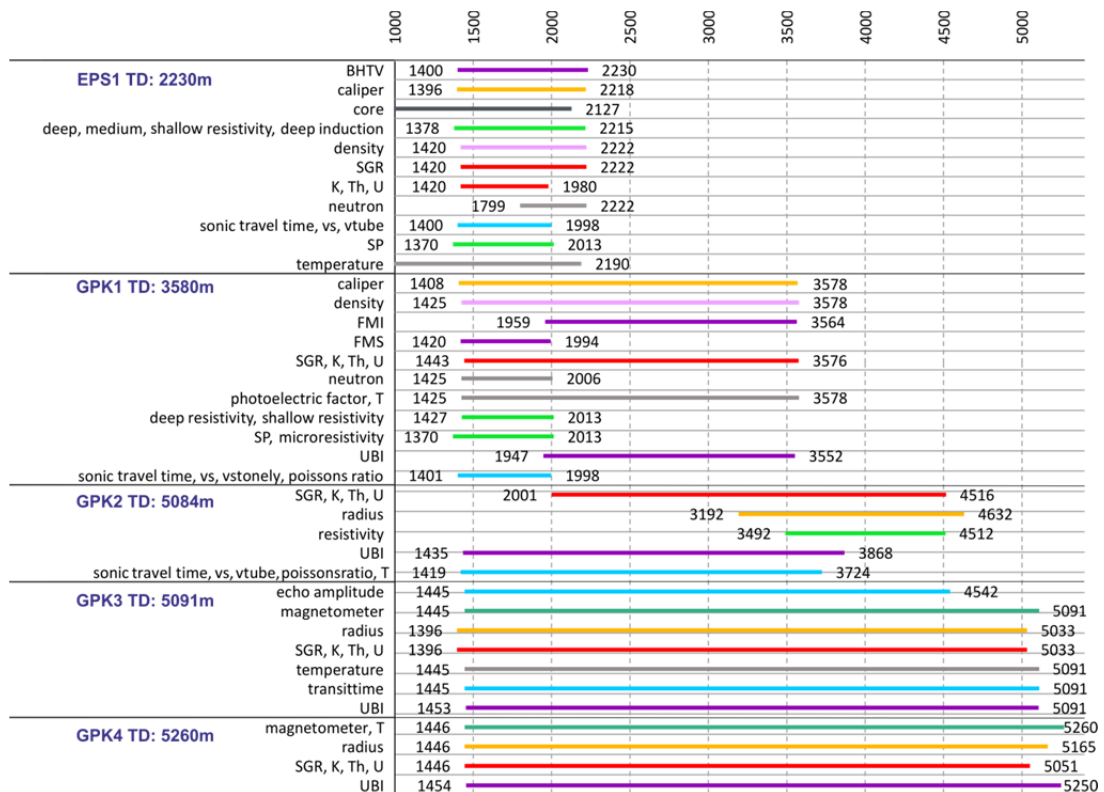 1000 1500 2000 2500 3000 3500 4000 4500 5000
EPS1 TD: 2230m
BHTV 1400 2230
caliper 1396 2218
core 2127
deep, medium, shallow resistivity, deep induction 1378 2215
density 1420 2222
SGR 1420 2222
K, Th, U 1420 1980
neutron 1799 2222
sonic travel time, vs, vtube 1400 1998
SP 1370 2013
temperature 2190
GPK1 TD: 3580m
caliper 1408 3578
density 1425 3578
FMI 1959 3564
FMS 1420 1994
SGR, K, Th, U 1443 3576
neutron 1425 2006
photoelectric factor, T 1425 3578
deep resistivity, shallow resistivity 1427 2013
SP, microresistivity 1370 2013
UBI 1947 3552
sonic travel time, vs, vstonely, poissons ratio 1401 1998
GPK2 TD: 5084m
SGR, K, Th, U 2001 4516
radius 3192 4632
resistivity 3492 4512
UBI 1435 3868
sonic travel time, vs, vtube, poissonsratio, T 1419 3724
GPK3 TD: 5091m
echo amplitude 1445 4542
magnetometer 1445 5091
radius 1396 5033
SGR, K, Th, U 1396 5033
temperature 1445 5091
transittime 1445 5091
UBI 1453 5091
GPK4 TD: 5260m
magnetometer, T 1446 5260
radius 1446 5165
SGR, K, Th, U 1446 5051
UBI 1454 5250